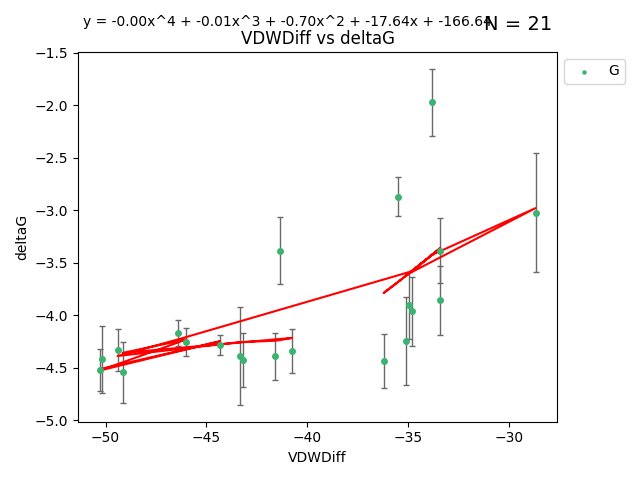 y = -0.00x^4 + -0.01x^3 + -0.70x^2 + -17.64x + -166.64
N = 21
VDWDiff vs deltaG
G
−1.5
−2.0
−2.5
−3.0
−3.5
−4.0
−4.5
−5.0
deltaG
−50 −45 −40 −35 −30
VDWDiff